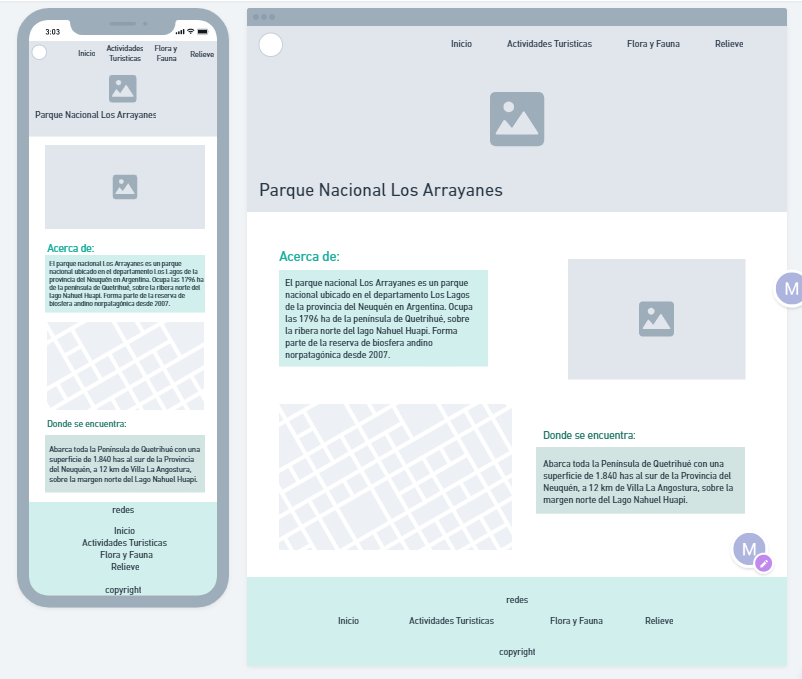 3:03
Inicio
Actividades
Turisticas
Flora y
Fauna
Relieve
Parque Nacional Los Arrayanes
Acerca de:
El parque nacional Los Arrayanes es un parque
nacional ubicado en el departamento Los Lagos de la
provincia del Neuquén en Argentina. Ocupa las 1796 ha
de la península de Quetrihué, sobre la ribera norte del
lago Nahuel Huapi. Forma parte de la reserva de
biosfera andino norpatagónica desde 2007.
Donde se encuentra:
Abarca toda la Península de Quetrihué con una
superficie de 1.840 has al sur de la Provincia
del Neuquén, a 12 km de Villa La Angostura,
sobre la margen norte del Lago Nahuel Huapi.
redes
Inicio
Actividades Turisticas
Flora y Fauna
Relieve
copyright
Inicio Actividades Turisticas Flora y Fauna Relieve
Parque Nacional Los Arrayanes
Acerca de:
El parque nacional Los Arrayanes es un parque
nacional ubicado en el departamento Los Lagos
de la provincia del Neuquén en Argentina. Ocupa
las 1796 ha de la península de Quetrihué, sobre
la ribera norte del lago Nahuel Huapi. Forma
parte de la reserva de biosfera andino
norpatagónica desde 2007.
Donde se encuentra:
Abarca toda la Península de Quetrihué con una
superficie de 1.840 has al sur de la Provincia del
Neuquén, a 12 km de Villa La Angostura, sobre la
margen norte del Lago Nahuel Huapi.
redes
Inicio Actividades Turisticas Flora y Fauna Relieve
copyright
M
M